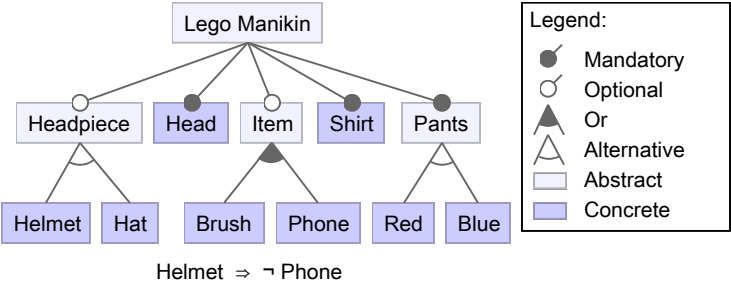 Lego Manikin
Headpiece Head Item Shirt Pants
Helmet Hat Brush Phone Red Blue
Helmet ⇒ ¬ Phone
Legend:
Mandatory
Optional
Or
Alternative
Abstract
Concrete